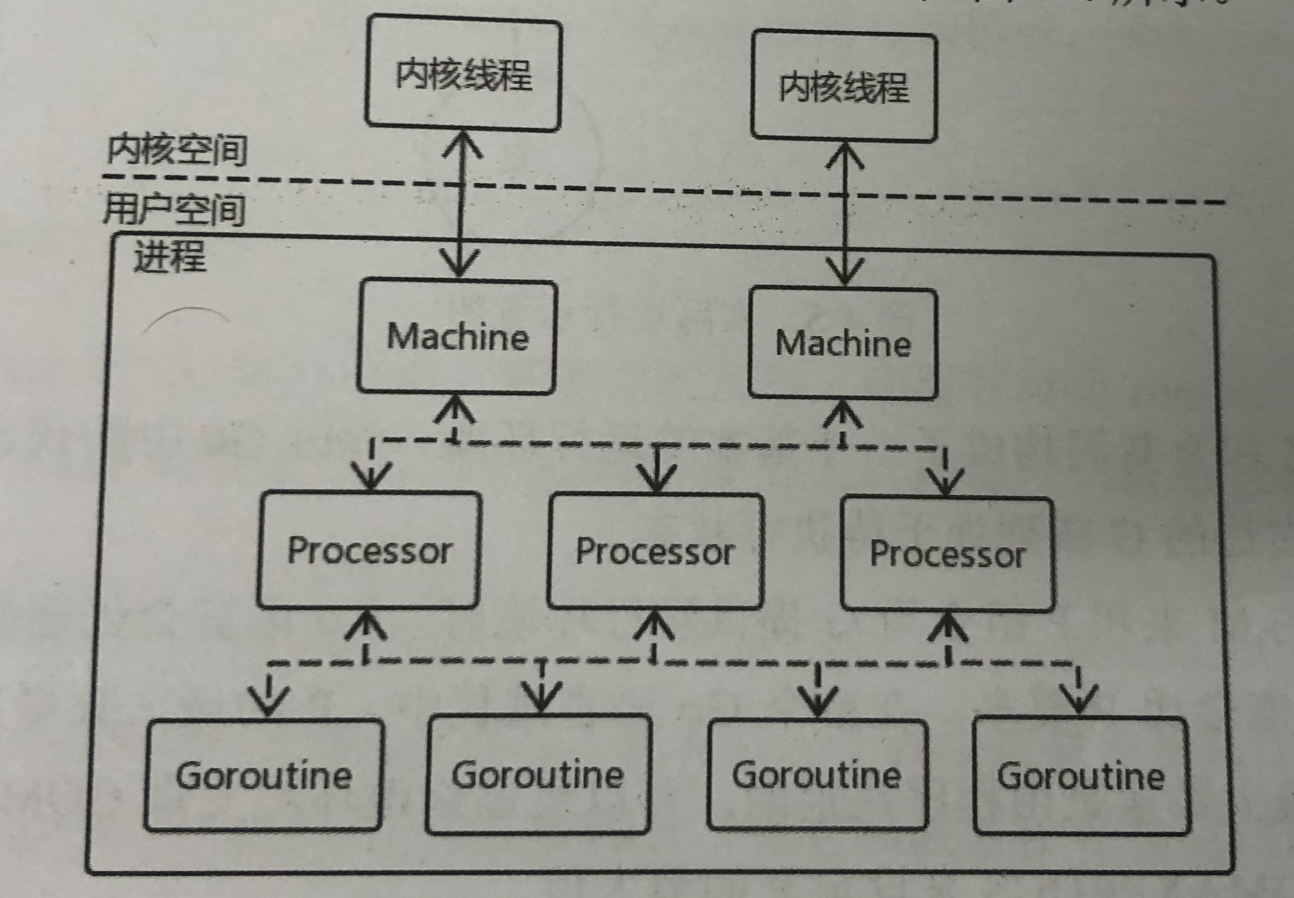 内核线程 内核线程
内核空间
用户空间
进程
Machine Machine
Processor Processor Processor
Goroutine Goroutine Goroutine Goroutine